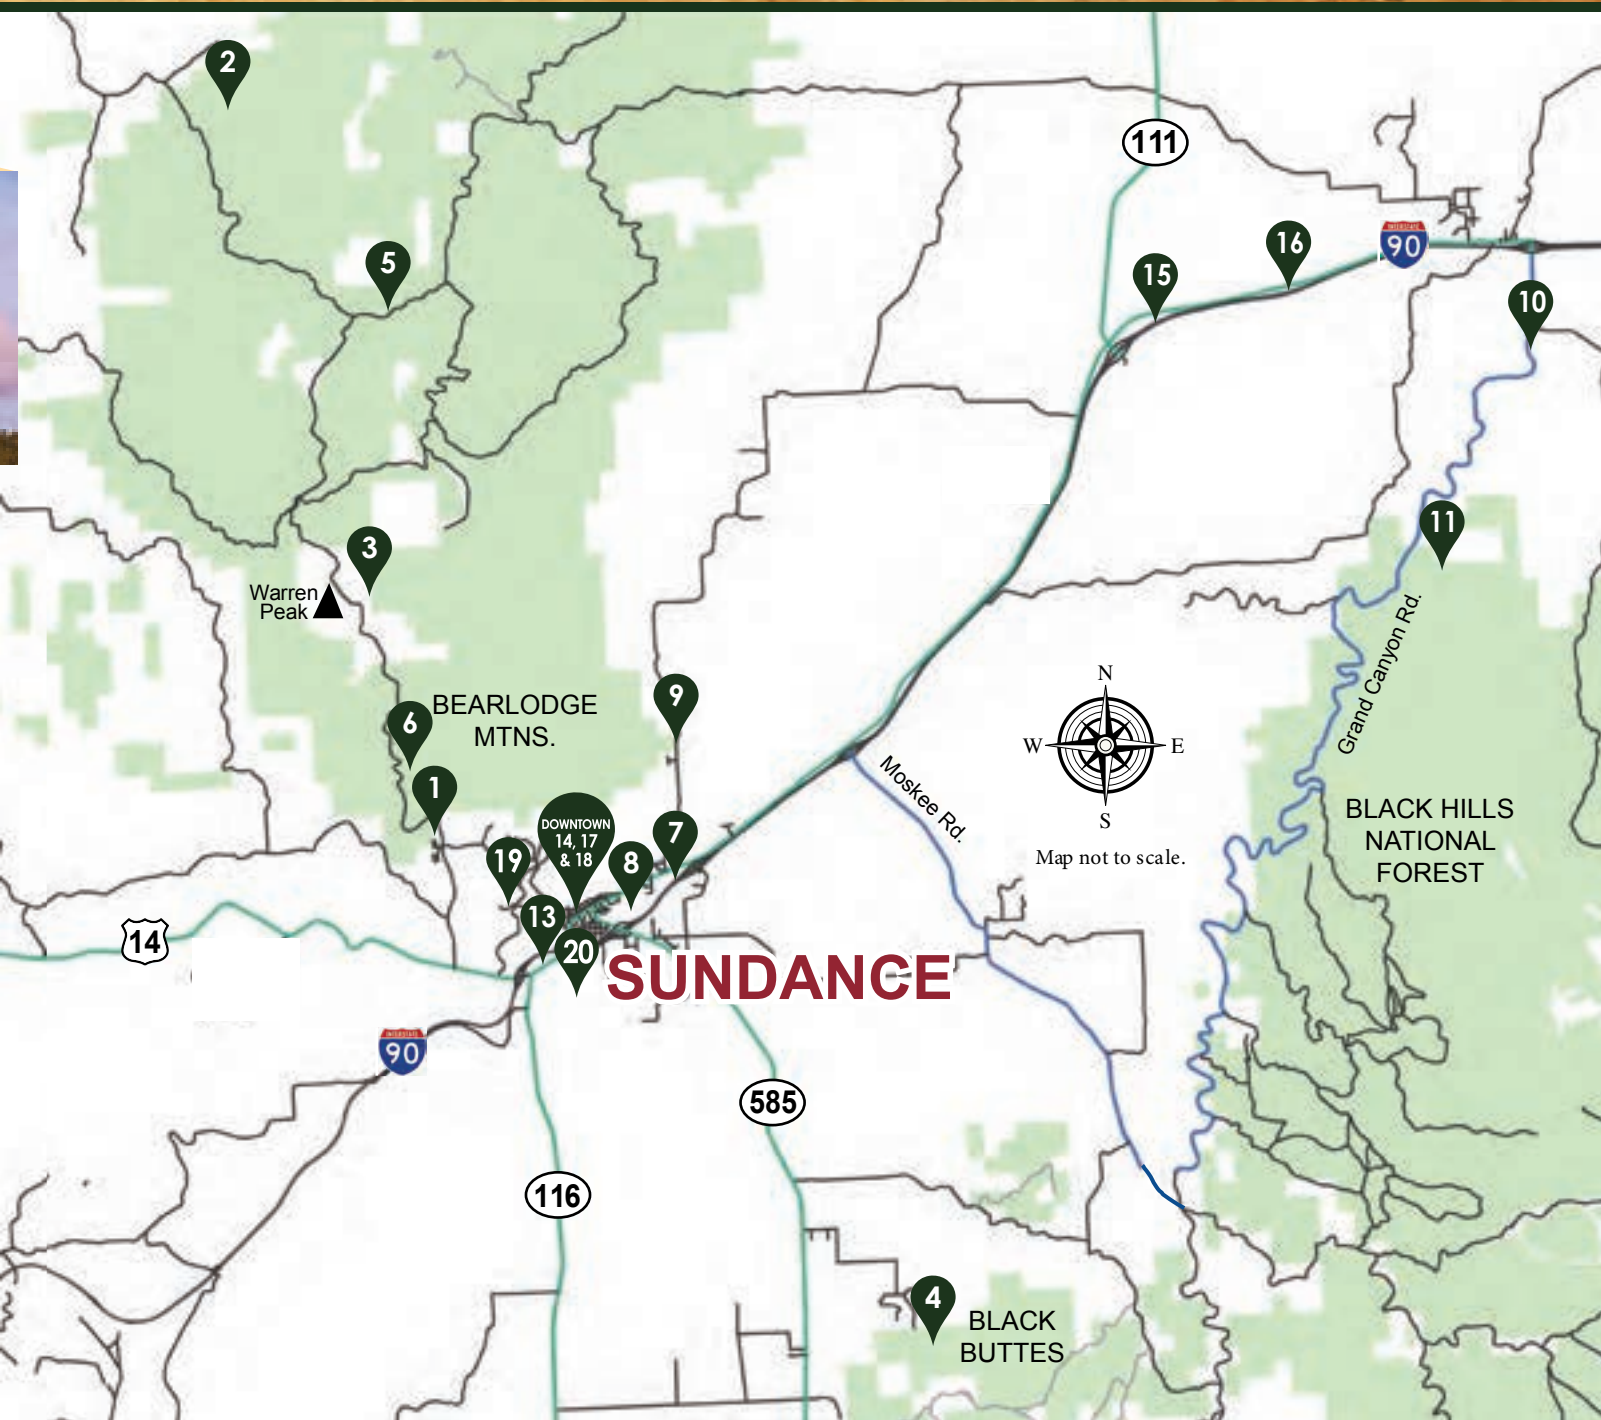 2
111
5
16
INTERSTATE
90
15
10
11
3
Warren
Peak
Grand Canyon Rd.
N
W
E
S
9
BEARLODGE
MTNS.
6
1
Moskee Rd.
BLACK HILLS
NATIONAL
FOREST
DOWNTOWN
14, 17
& 18
7
8
19
Map not to scale.
13
14
20
SUNDANCE
INTERSTATE
90
585
116
4
BLACK
BUTTES